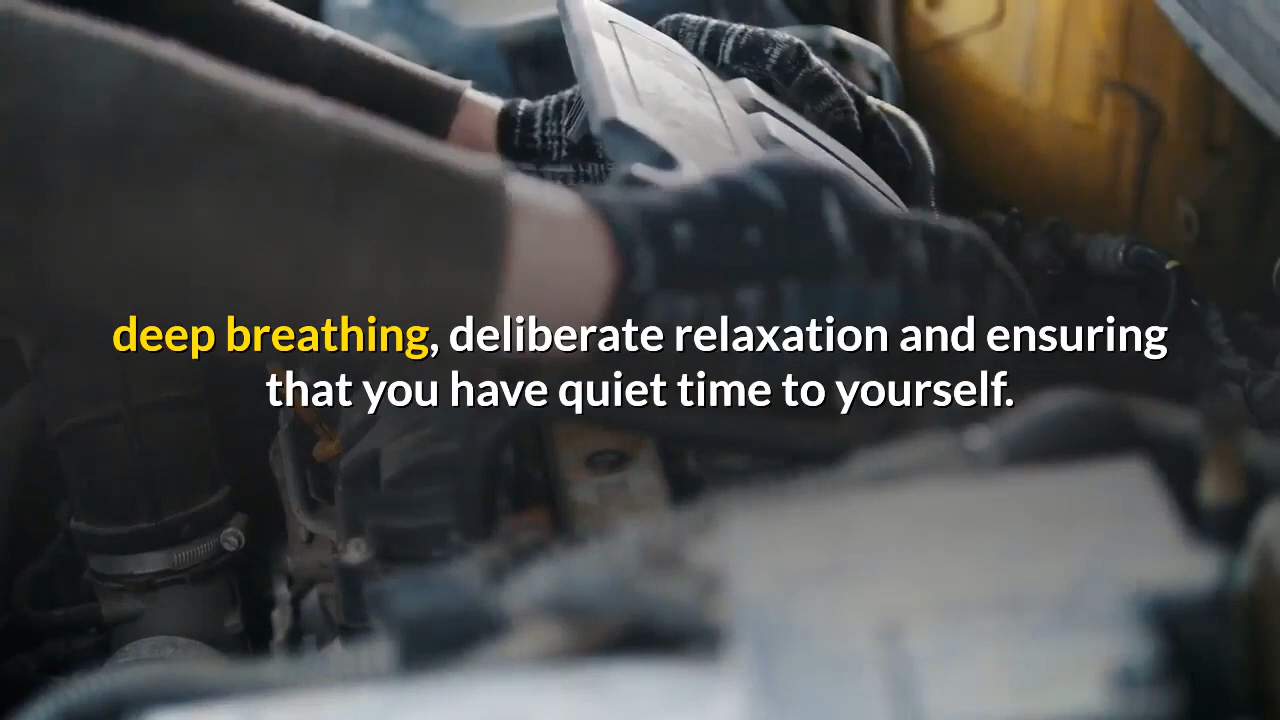 deep breathing, deliberate relaxation and ensuring
that you have quiet time to yourself.